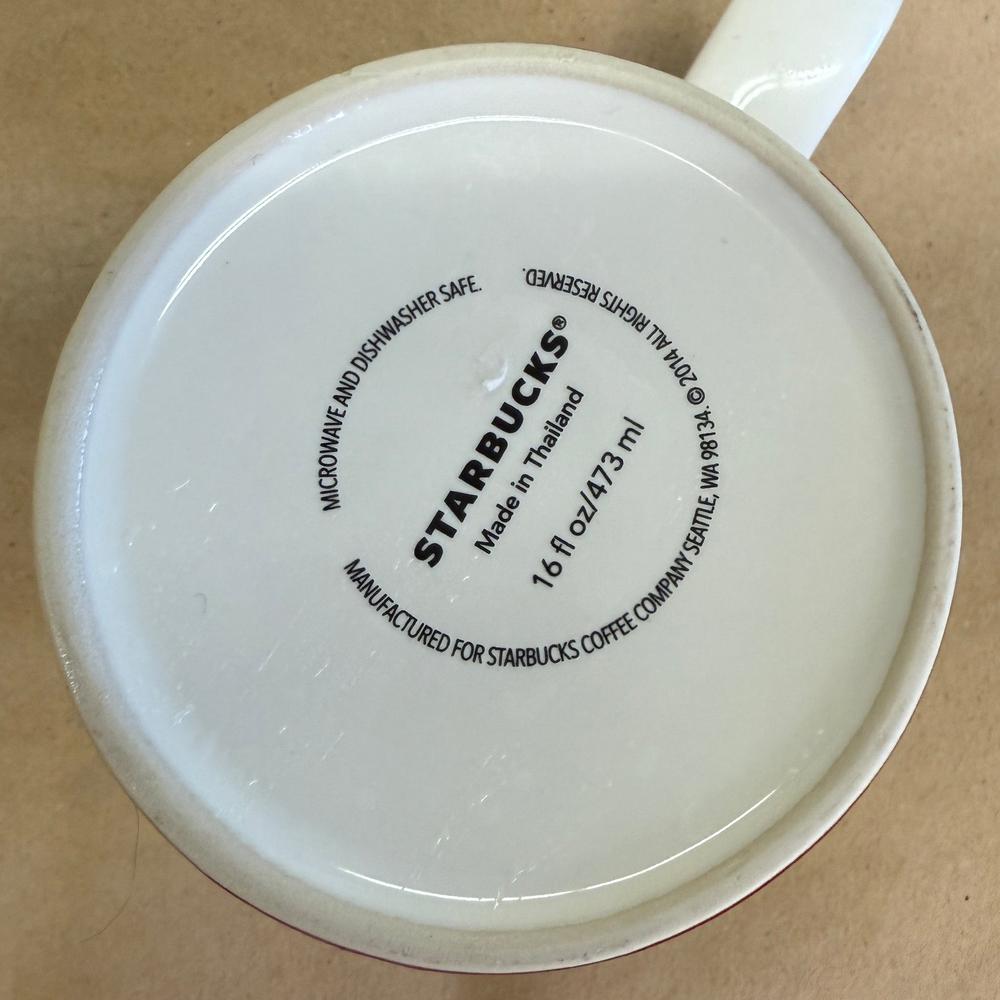 MICROWAVE AND DISHWASHER SAFE.
STARBUCKS®
Made in Thailand
16 fl oz/473 ml
MANUFACTURED FOR STARBUCKS COFFEE COMPANY SEATTLE, WA 98134. © 2014 ALL RIGHTS RESERVED.